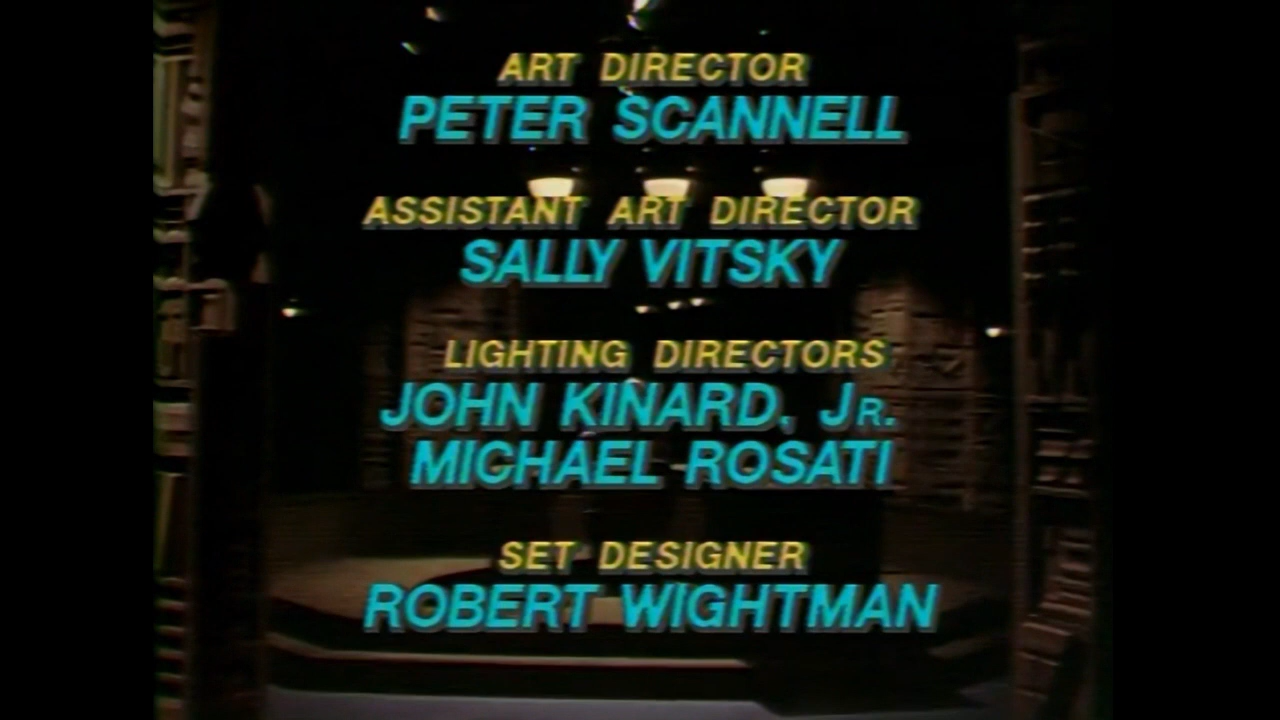 ART DIRECTOR
PETER SCANNELL
ASSISTANT ART DIRECTOR
SALLY VITSKY
LIGHTING DIRECTORS
JOHN KINARD, JR.
MICHAEL ROSATI
SET DESIGNER
ROBERT WIGHTMAN